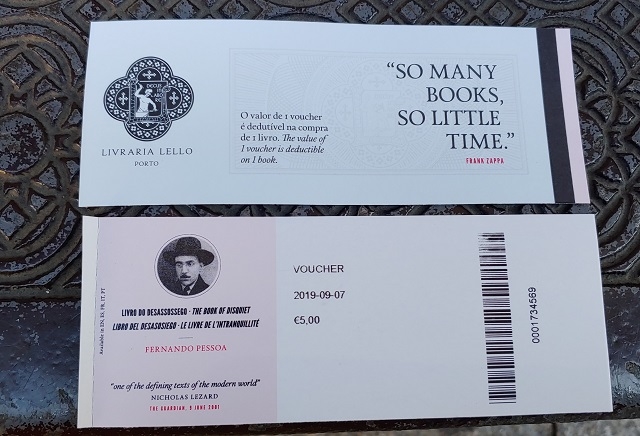 "SO MANY
BOOKS,
SO LITTLE
TIME."
FRANK ZAPPA
O valor de 1 voucher
é dedutível na compra
de 1 livro. The value of
1 voucher is deductible
on 1 book.
LIVRARIA LELLO
PORTO
LIVRO DO DESASSOSSEGO · THE BOOK OF DISQUIET
LIBRO DEL DESASOSIEGO · LE LIVRE DE L'INTRANQUILLITÉ
FERNANDO PESSOA
"one of the defining texts of the modern world"
NICHOLAS LEZARD
THE GUARDIAN, 9 JUNE 2001
Available in EN, ES, FR, IT, PT
VOUCHER
2019-09-07
€5,00
0001734569